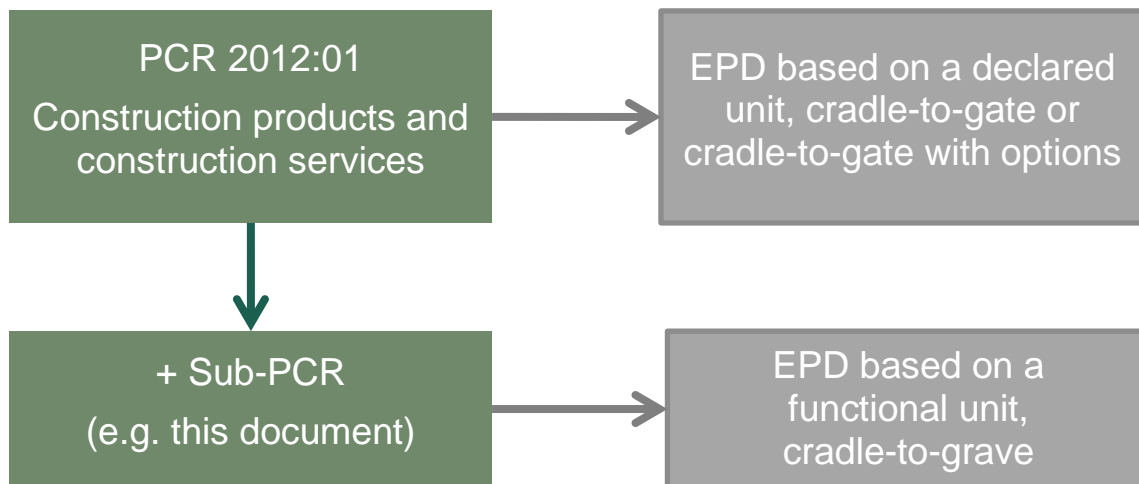 PCR 2012:01
Construction products and
construction services
EPD based on a declared
unit, cradle-to-gate or
cradle-to-gate with options
+ Sub-PCR
(e.g. this document)
EPD based on a
functional unit,
cradle-to-grave